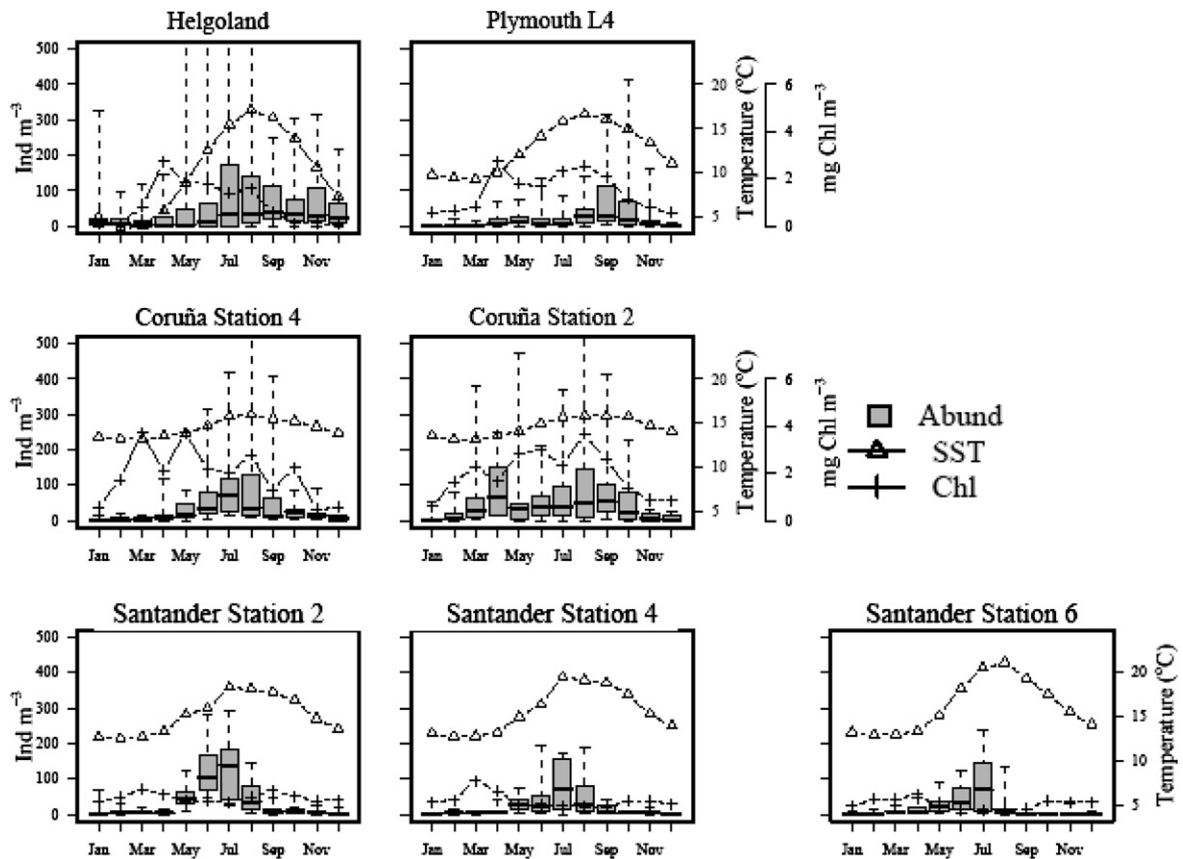 Helgoland
Plymouth L4
500
400
300
200
100
0
Ind m⁻³
Jan Mar May Jul Sep Nov
Jan Mar May Jul Sep Nov
20
15
10
5
Temperature (°C)
6
4
2
0
mg Chl m⁻³
Coruña Station 4
Coruña Station 2
500
400
300
200
100
0
Ind m⁻³
Jan Mar May Jul Sep Nov
Jan Mar May Jul Sep Nov
20
15
10
5
Temperature (°C)
6
4
2
0
mg Chl m⁻³
Abund
SST
Chl
Santander Station 2
Santander Station 4
Santander Station 6
500
400
300
200
100
0
Ind m⁻³
Jan Mar May Jul Sep Nov
Jan Mar May Jul Sep Nov
Jan Mar May Jul Sep Nov
20
15
10
5
Temperature (°C)